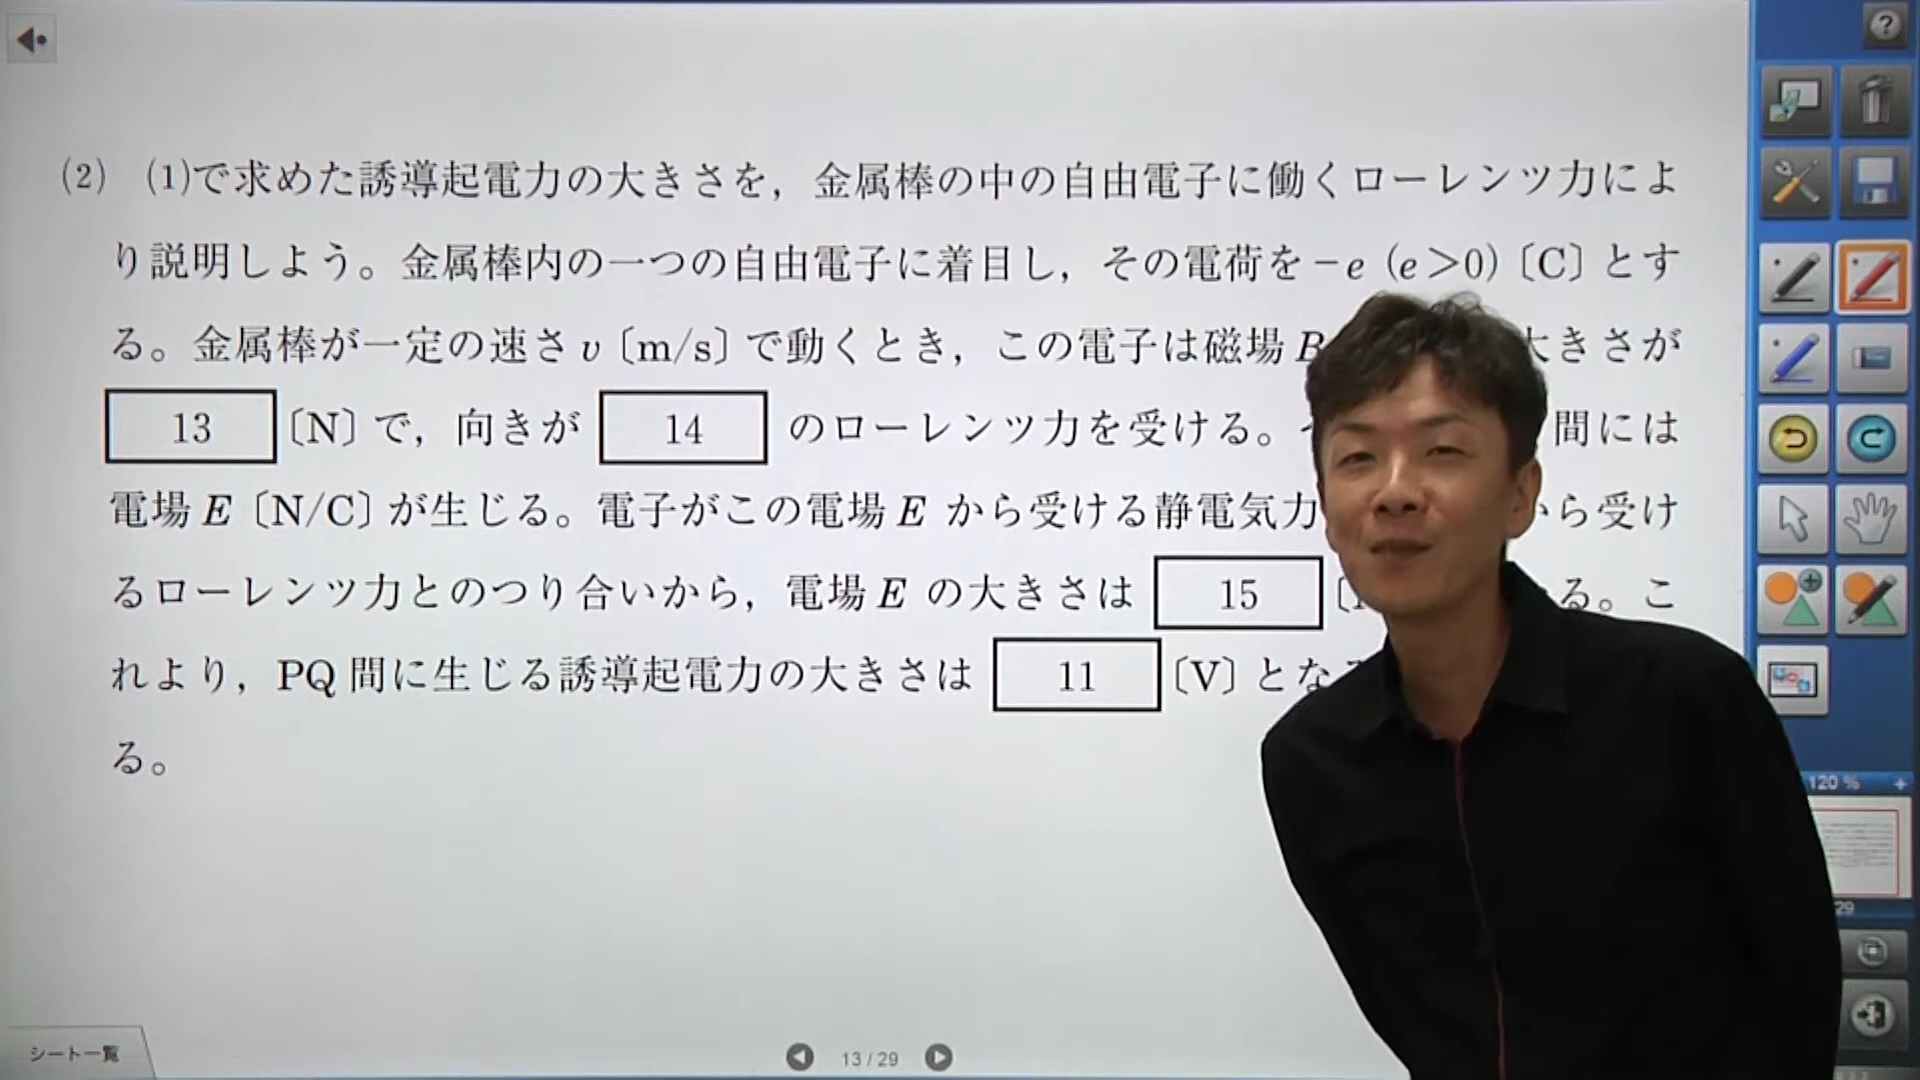 (2) (1)で求めた誘導起電力の大きさを，金属棒の中の自由電子に働くローレンツ力によ
り説明しよう。金属棒内の一つの自由電子に着目し，その電荷を−e (e>0)〔C〕とす
る。金属棒が一定の速さ v〔m/s〕で動くとき，この電子は磁場 B 大きさが
13 〔N〕で，向きが 14 のローレンツ力を受ける。 間には
電場 E〔N/C〕が生じる。電子がこの電場 E から受ける静電気力 から受け
るローレンツ力とのつり合いから，電場 E の大きさは 15 る。こ
れより，PQ 間に生じる誘導起電力の大きさは 11 〔V〕とな
る。
120 %
29
シート一覧
13 / 29